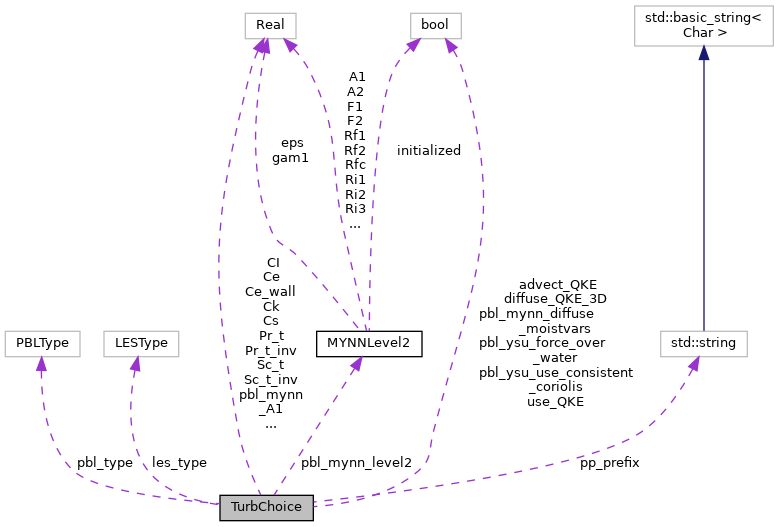 Real
bool
std::basic_string<
Char >
A1
A2
F1
F2
Rf1
Rf2
Rfc
Ri1
Ri2
Ri3
...
eps
gam1
initialized
CI
Ce
Ce_wall
Ck
Cs
Pr_t
Pr_t_inv
Sc_t
Sc_t_inv
pbl_mynn
_A1
...
advect_QKE
diffuse_QKE_3D
pbl_mynn_diffuse
_moistvars
pbl_ysu_force_over
_water
pbl_ysu_use_consistent
_coriolis
use_QKE
PBLType
LESType
MYNNLevel2
std::string
pbl_type
les_type
pbl_mynn_level2
pp_prefix
TurbChoice